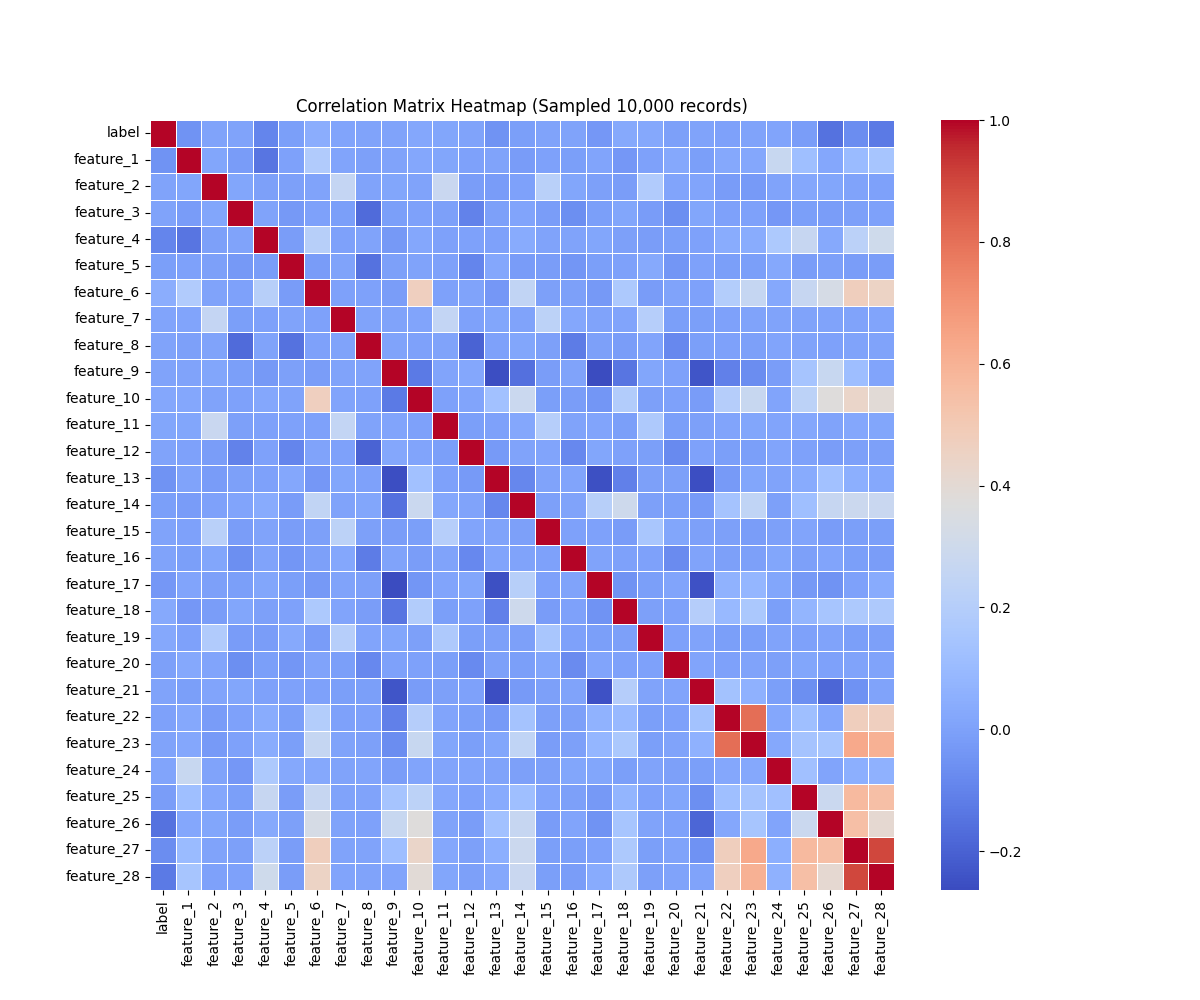 Correlation Matrix Heatmap (Sampled 10,000 records)
label
feature_1
feature_2
feature_3
feature_4
feature_5
feature_6
feature_7
feature_8
feature_9
feature_10
feature_11
feature_12
feature_13
feature_14
feature_15
feature_16
feature_17
feature_18
feature_19
feature_20
feature_21
feature_22
feature_23
feature_24
feature_25
feature_26
feature_27
feature_28
label
feature_1
feature_2
feature_3
feature_4
feature_5
feature_6
feature_7
feature_8
feature_9
feature_10
feature_11
feature_12
feature_13
feature_14
feature_15
feature_16
feature_17
feature_18
feature_19
feature_20
feature_21
feature_22
feature_23
feature_24
feature_25
feature_26
feature_27
feature_28
1.0
0.8
0.6
0.4
0.2
0.0
−0.2